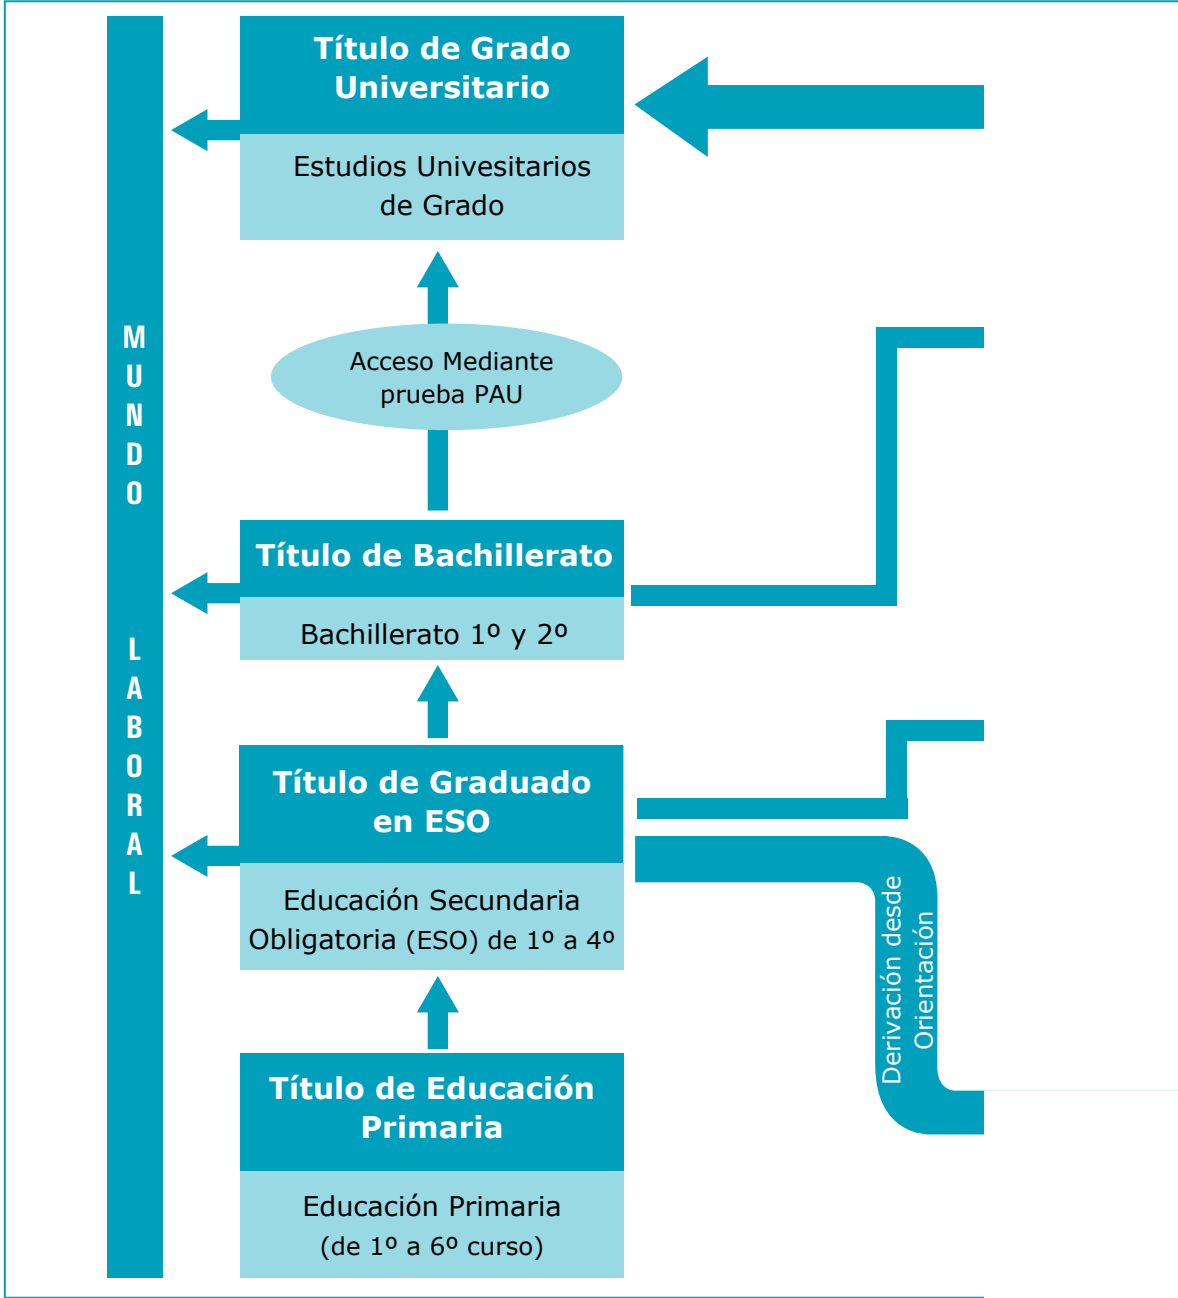 Título de Grado
Universitario
Estudios Univesitarios
de Grado
Acceso Mediante
prueba PAU
MUNDO LABORAL
Título de Bachillerato
Bachillerato 1º y 2º
Título de Graduado
en ESO
Educación Secundaria
Obligatoria (ESO) de 1º a 4º
Derivación desde
Orientación
Título de Educación
Primaria
Educación Primaria
(de 1º a 6º curso)